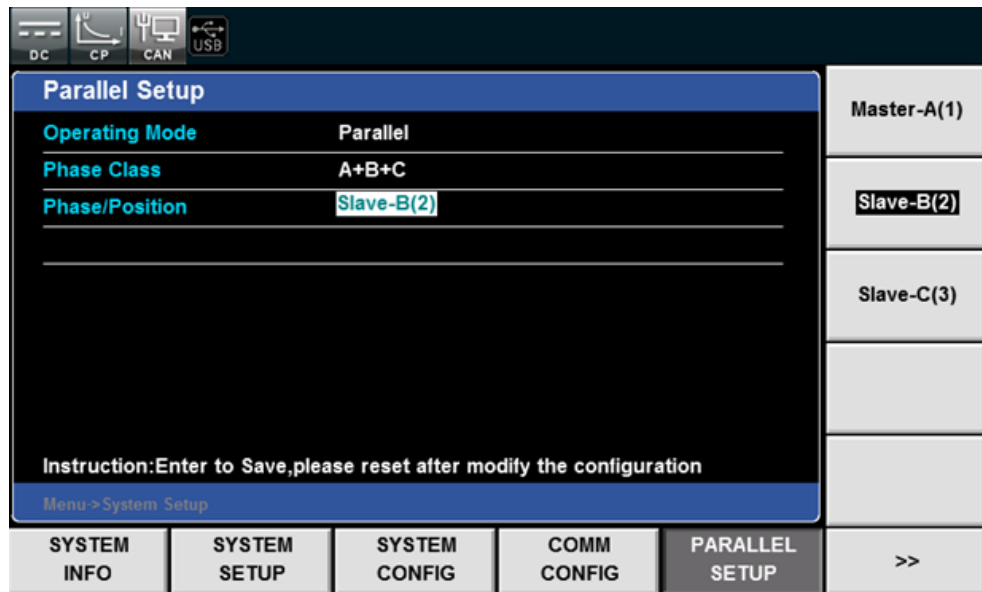 DC CP CAN USB
U
I
Parallel Setup
Operating Mode Parallel
Phase Class A+B+C
Phase/Position Slave-B(2)
Instruction:Enter to Save,please reset after modify the configuration
Menu->System Setup
Master-A(1)
Slave-B(2)
Slave-C(3)
SYSTEM
INFO
SYSTEM
SETUP
SYSTEM
CONFIG
COMM
CONFIG
PARALLEL
SETUP
>>